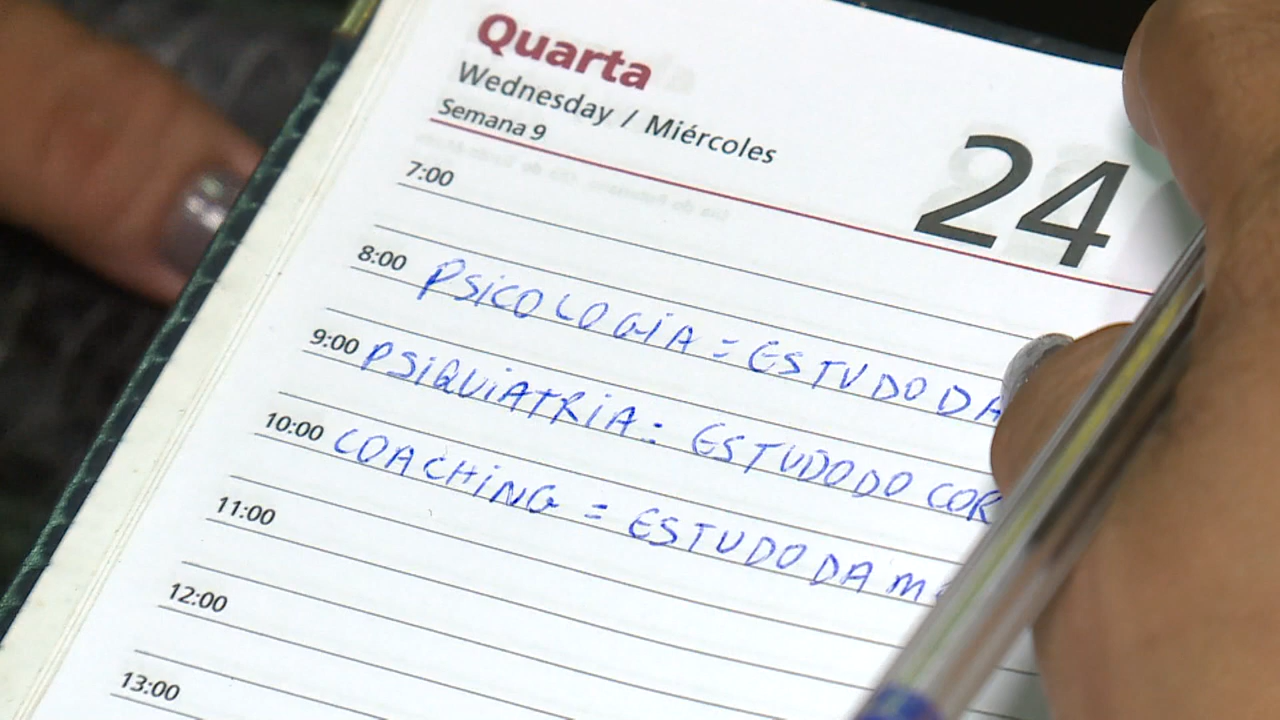 Quarta
Wednesday / Miércoles
Semana 9
24
7:00
8:00 PSICOLOGIA = ESTUDO DA
9:00 PSIQUIATRIA = ESTUDO DO COR
10:00 COACHING = ESTUDO DA
11:00
12:00
13:00